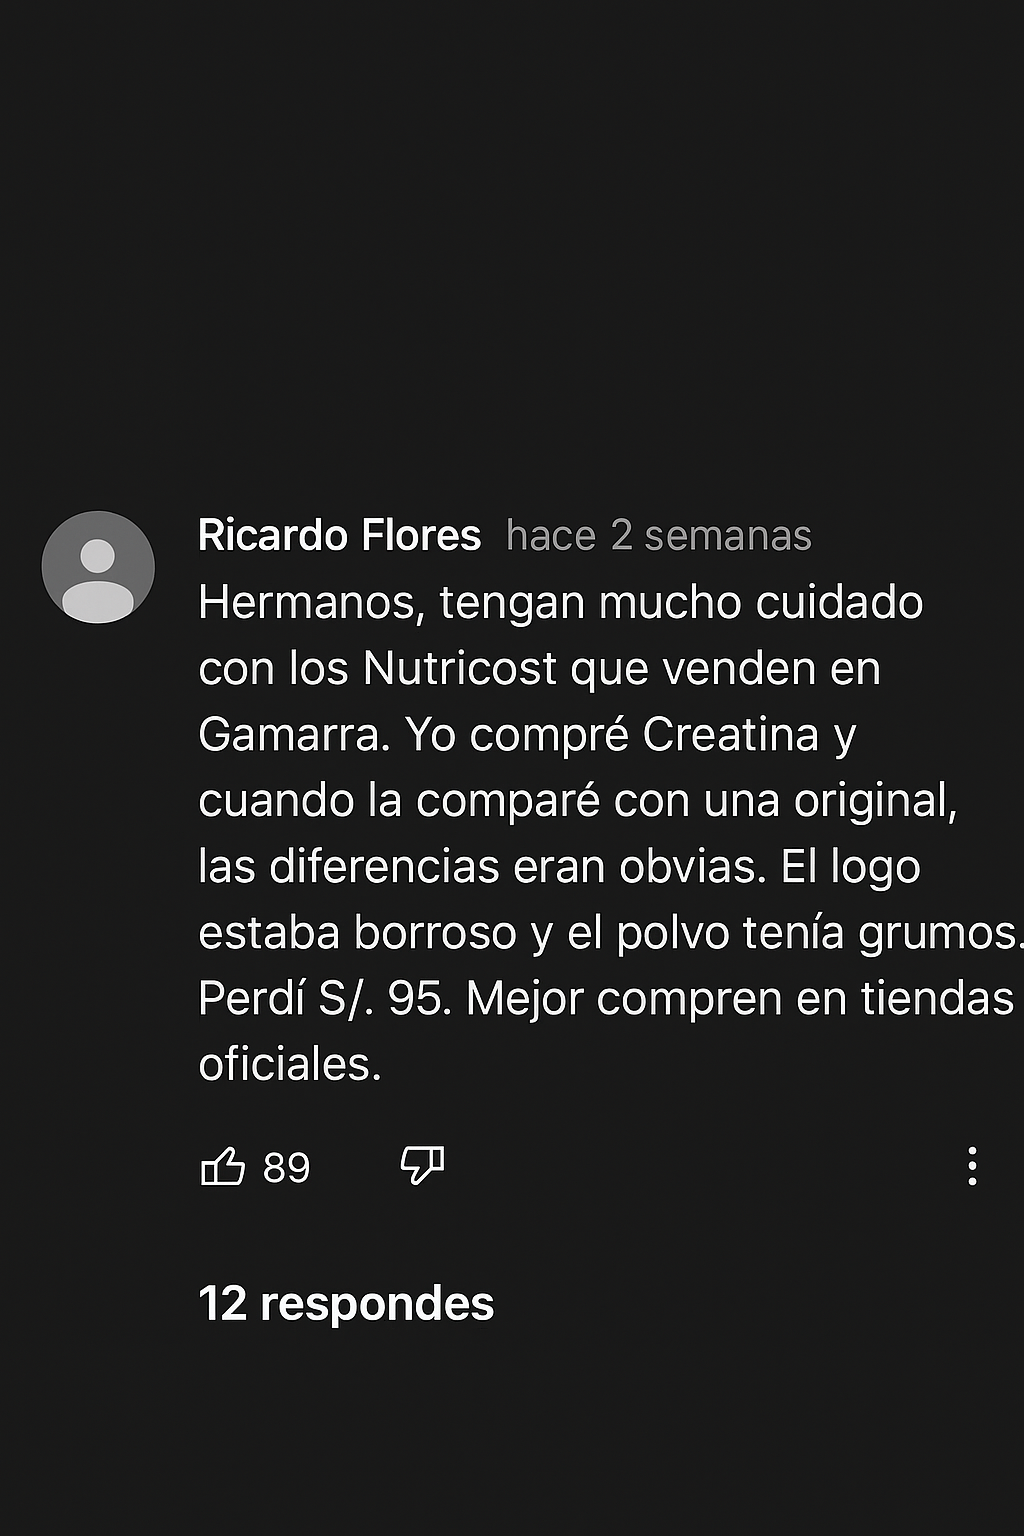 Ricardo Flores hace 2 semanas
Hermanos, tengan mucho cuidado
con los Nutricost que venden en
Gamarra. Yo compré Creatina y
cuando la comparé con una original,
las diferencias eran obvias. El logo
estaba borroso y el polvo tenía grumos.
Perdí S/. 95. Mejor compren en tiendas
oficiales.
89
12 respondes